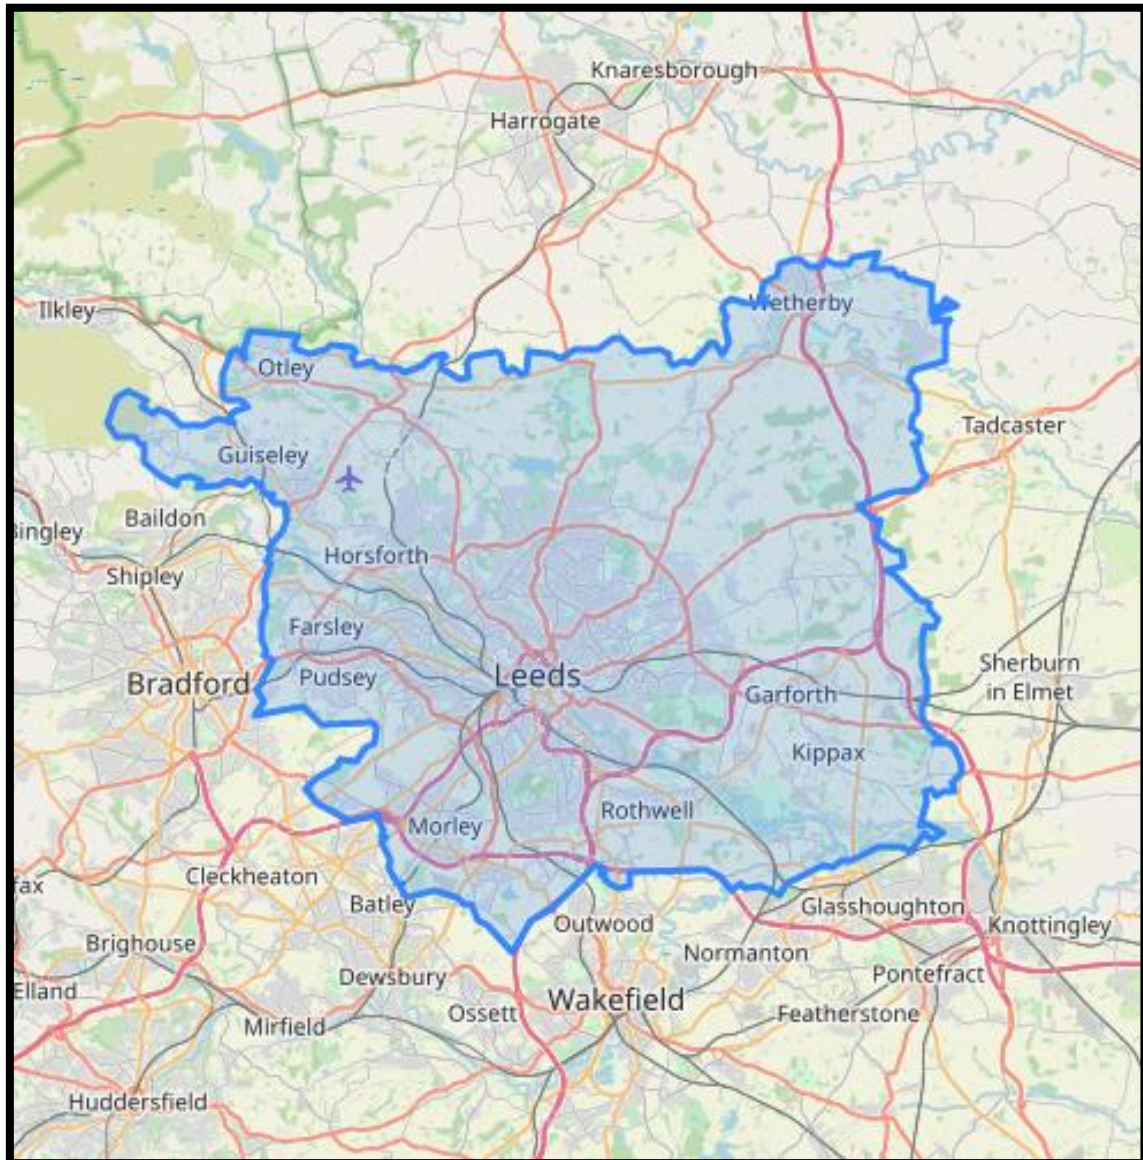 Knaresborough
Harrogate
Wetherby
Ilkley
Otley
Tadcaster
Guiseley
Baildon
Bingley
Horsforth
Shipley
Farsley
Leeds
Pudsey
Bradford
Sherburn
in Elmet
Garforth
Kippax
Rothwell
Morley
Cleckheaton
fax
Batley
Glasshoughton
Outwood
Knottingley
Brighouse
Normanton
Dewsbury
Pontefract
Elland
Wakefield
Ossett
Featherstone
Mirfield
Huddersfield